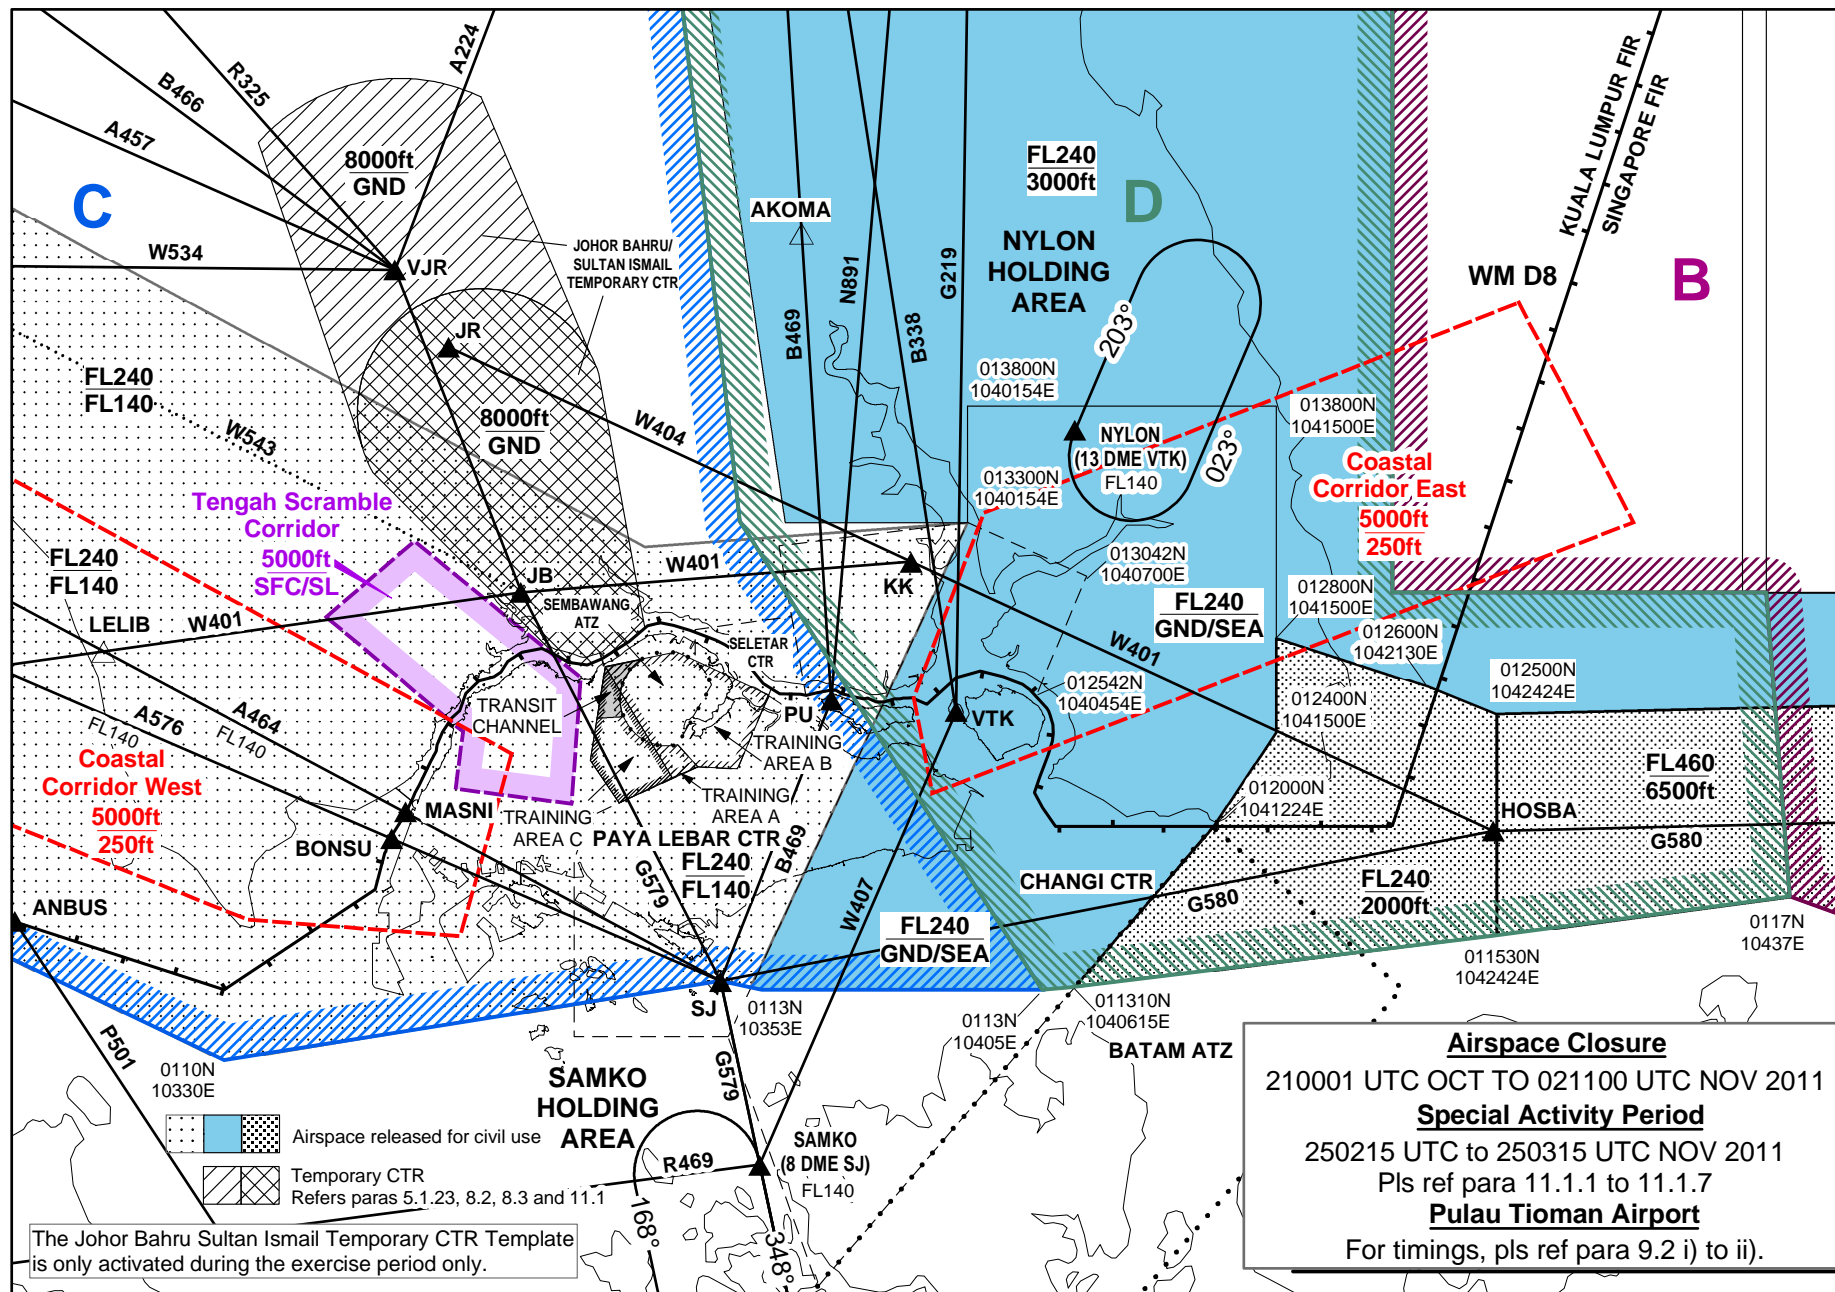 R325
B466
A457
A224
C
8000ft
GND
W534
VJR
JOHOR BAHRU/
SULTAN ISMAIL
TEMPORARY CTR
JR
FL240
FL140
W543
8000ft
GND
W404
Tengah Scramble
Corridor
5000ft
SFC/SL
FL240
FL140
LELIB
W401
JB
SEMBAWANG
ATZ
W401
SELETAR
CTR
KK
PU
AKOMA
B469
N891
B338
G219
FL240
3000ft
D
NYLON
HOLDING
AREA
203°
023°
013800N
1040154E
NYLON
(13 DME VTK)
FL140
013300N
1040154E
013800N
1041500E
KUALA LUMPUR FIR
SINGAPORE FIR
WM D8
B
Coastal
Corridor East
5000ft
250ft
013042N
1040700E
FL240
GND/SEA
012800N
1041500E
012600N
1042130E
W401
012500N
1042424E
012542N
1040454E
012400N
1041500E
VTK
A576
FL140
A464
FL140
TRANSIT
CHANNEL
TRAINING
AREA B
TRAINING
AREA A
TRAINING
AREA C
PAYA LEBAR CTR
FL240
FL140
Coastal
Corridor West
5000ft
250ft
MASNI
BONSU
ANBUS
G579
B469
W407
012000N
1041224E
FL460
6500ft
HOSBA
G580
CHANGI CTR
G580
FL240
2000ft
FL240
GND/SEA
0117N
10437E
011530N
1042424E
SJ
0113N
10353E
0113N
10405E
011310N
1040615E
BATAM ATZ
P501
0110N
10330E
G579
SAMKO
HOLDING
AREA
R469
SAMKO
(8 DME SJ)
FL140
168°
348°
Airspace released for civil use
Temporary CTR
Refers paras 5.1.23, 8.2, 8.3 and 11.1
The Johor Bahru Sultan Ismail Temporary CTR Template
is only activated during the exercise period only.
Airspace Closure
210001 UTC OCT TO 021100 UTC NOV 2011
Special Activity Period
250215 UTC to 250315 UTC NOV 2011
Pls ref para 11.1.1 to 11.1.7
Pulau Tioman Airport
For timings, pls ref para 9.2 i) to ii).